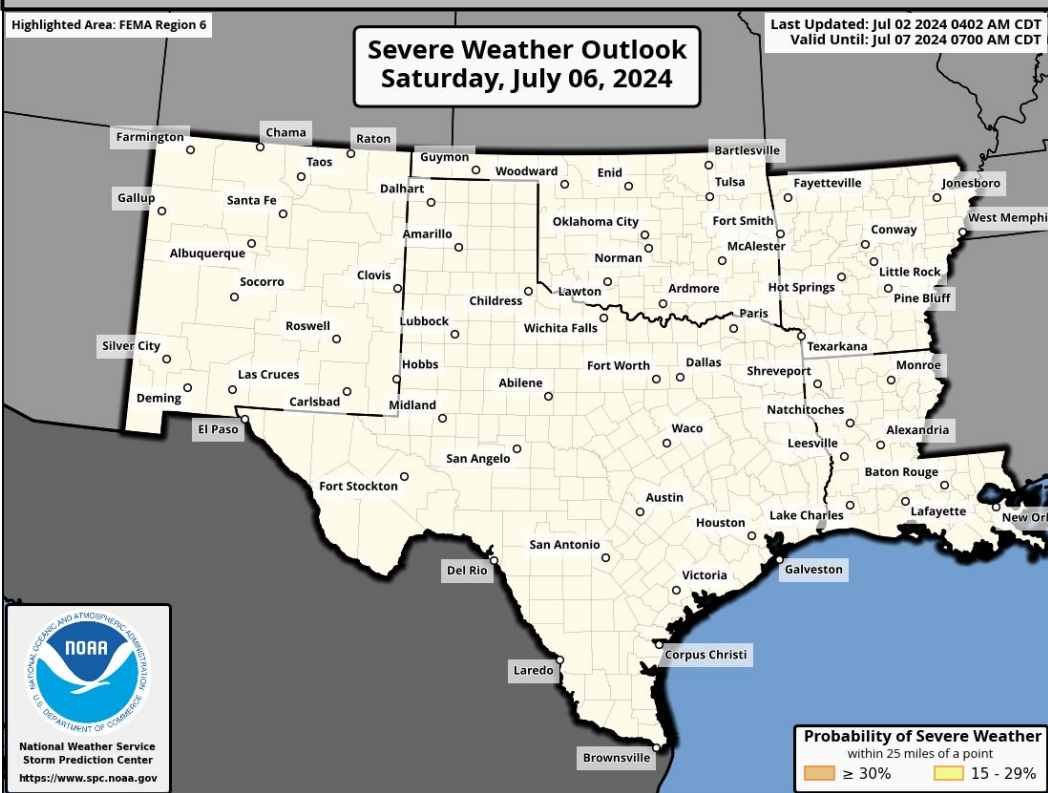 Highlighted Area: FEMA Region 6
Severe Weather Outlook
Saturday, July 06, 2024
Last Updated: Jul 02 2024 0402 AM CDT
Valid Until: Jul 07 2024 0700 AM CDT
Farmington
Chama
Raton
Taos
Guymon
Woodward
Enid
Bartlesville
Tulsa
Fayetteville
Jonesboro
Gallup
Santa Fe
Dalhart
Oklahoma City
Fort Smith
West Memphi
Conway
Amarillo
Albuquerque
Norman
McAlester
Little Rock
Clovis
Socorro
Childress
Lawton
Ardmore
Hot Springs
Pine Bluff
Roswell
Lubbock
Wichita Falls
Paris
Texarkana
Silver City
Hobbs
Fort Worth
Dallas
Shreveport
Monroe
Las Cruces
Abilene
Deming
Carlsbad
Midland
Natchitoches
El Paso
Waco
Leesville
Alexandria
San Angelo
Fort Stockton
Baton Rouge
Austin
Houston
Lake Charles
Lafayette
New Orl
San Antonio
Del Rio
Victoria
Galveston
Corpus Christi
Laredo
Brownsville
NATIONAL OCEANIC AND ATMOSPHERIC ADMINISTRATION
NOAA
U.S. DEPARTMENT OF COMMERCE
National Weather Service
Storm Prediction Center
https://www.spc.noaa.gov
Probability of Severe Weather
within 25 miles of a point
≥ 30%
15 - 29%